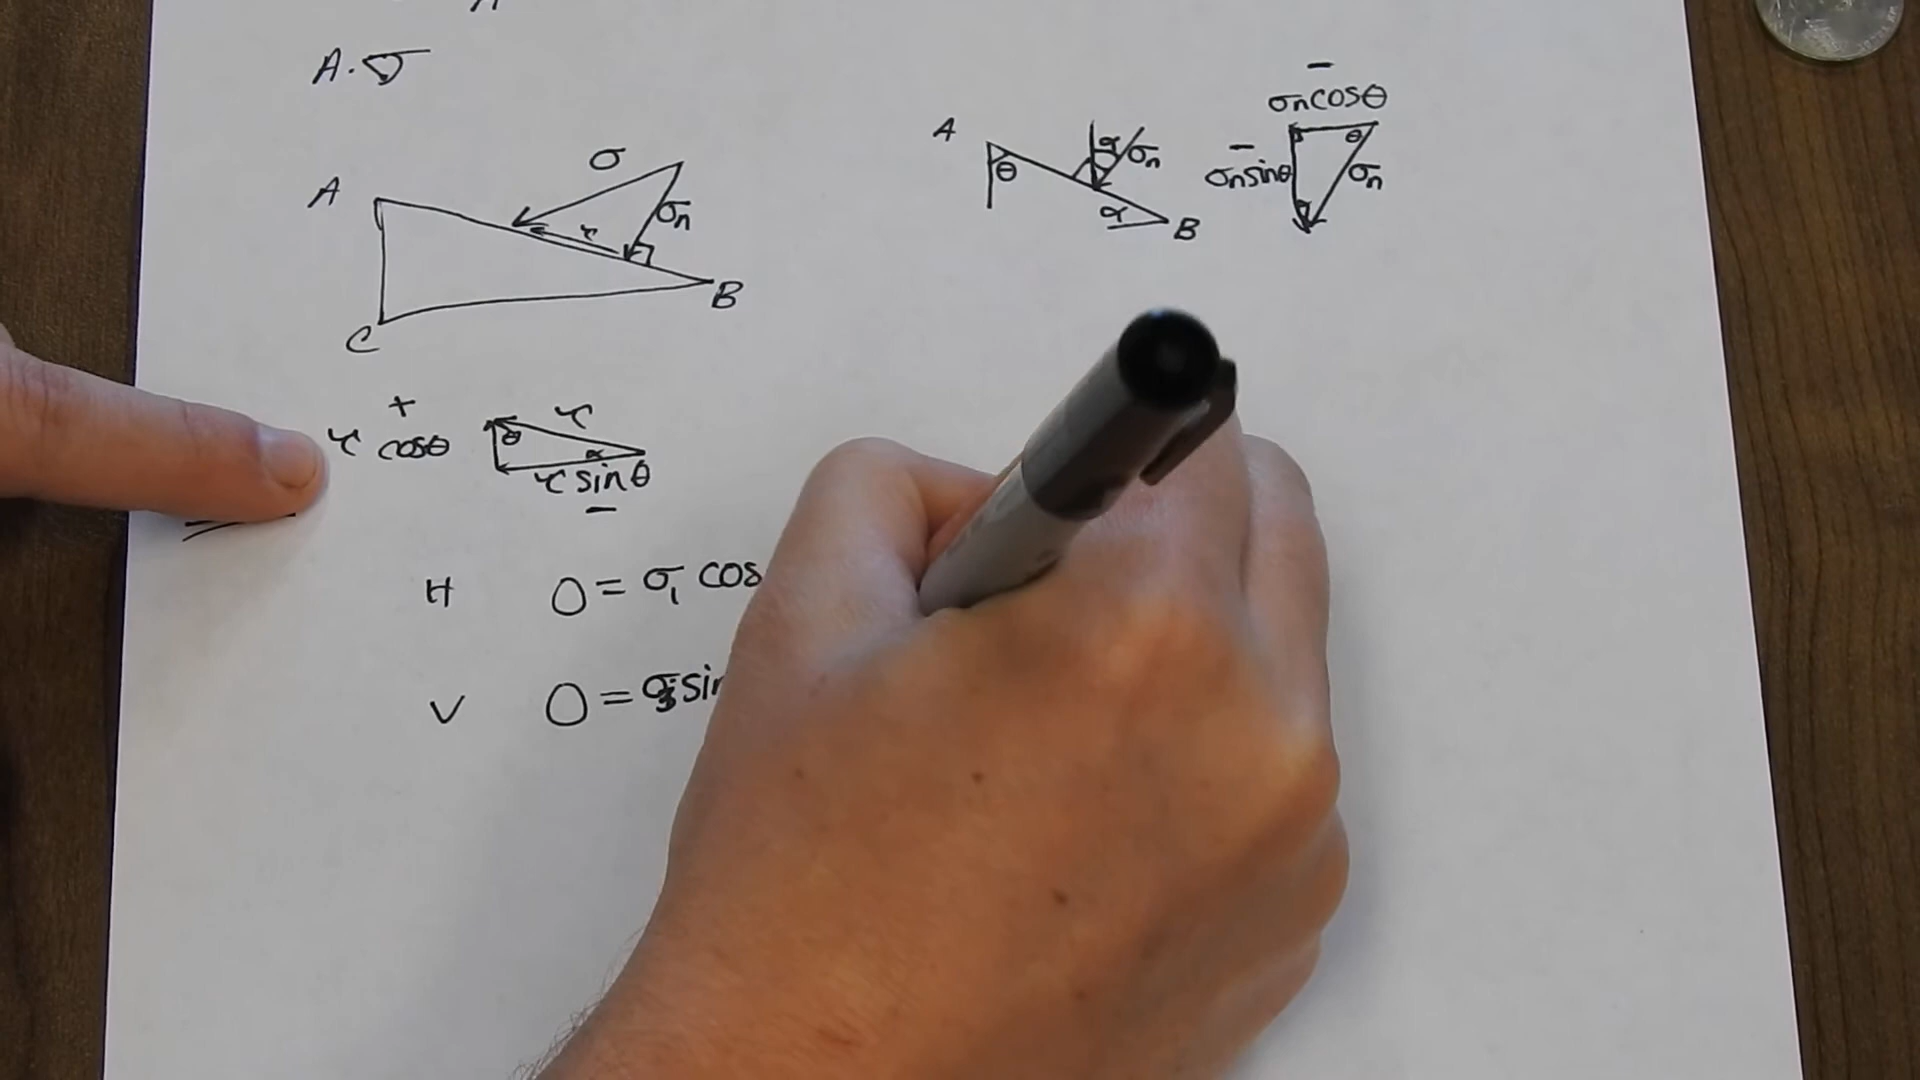 A
A·σ
A
σ
σn
τ
B
C
A
θ
α
σn
α
B
σn cosθ
θ
σn sinθ
σn
α
+
τ cosθ
τ
θ
α
τ sinθ
−
H 0 = σ1 cos
V 0 = σ3 sin